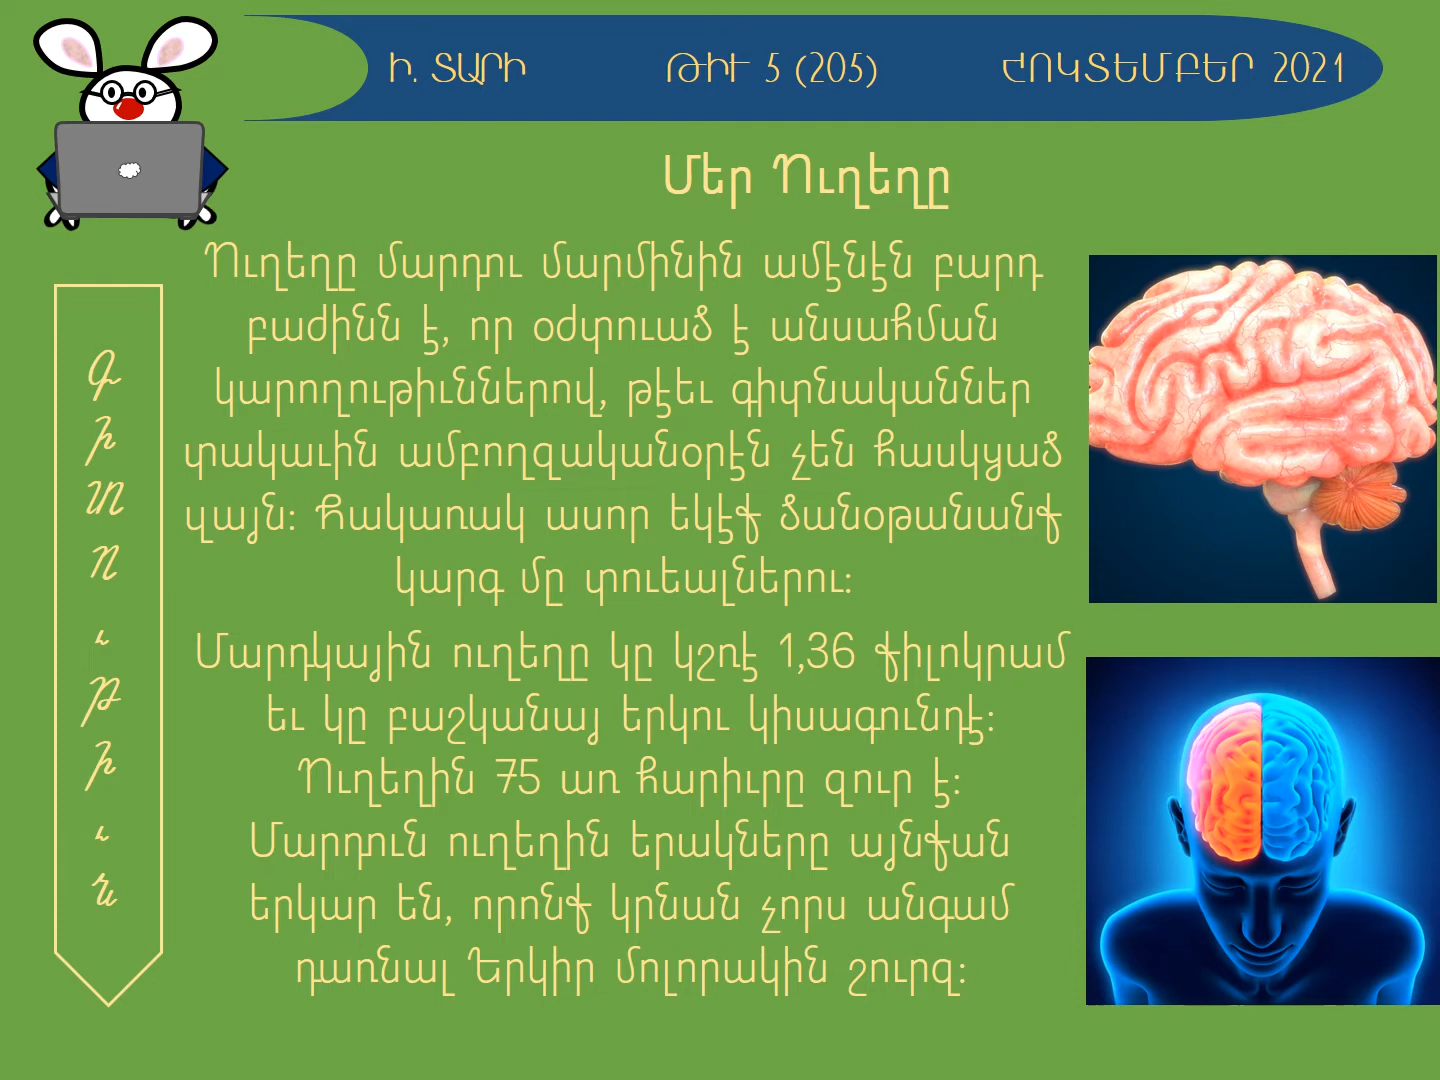 Ի. ՏԱՐԻ ԹԻՒ 5 (205) ՀՈԿՏԵՄԲԵՐ 2021
Մեր Ուղեղը
Ուղեղը մարդու մարմինին ամէնէն բարդ
բաժինն է, որ օժտուած է անսահման
կարողութիւններով, թէեւ գիտնականներ
տակաւին ամբողջականօրէն չեն հասկցած
զայն: Հակառակ ասոր եկէք ծանօթանանք
կարգ մը տուեալներու:
Մարդկային ուղեղը կը կշռէ 1,36 քիլոկրամ
եւ կը բաշկանայ երկու կիսագունդէ:
Ուղեղին 75 առ հարիւրը ջուր է:
Մարդուն ուղեղին երակները այնքան
երկար են, որոնք կրնան չորս անգամ
դառնալ Երկիր մոլորակին շուրջ:
Գ
ի
տ
ո
ւ
թ
ի
ւ
ն